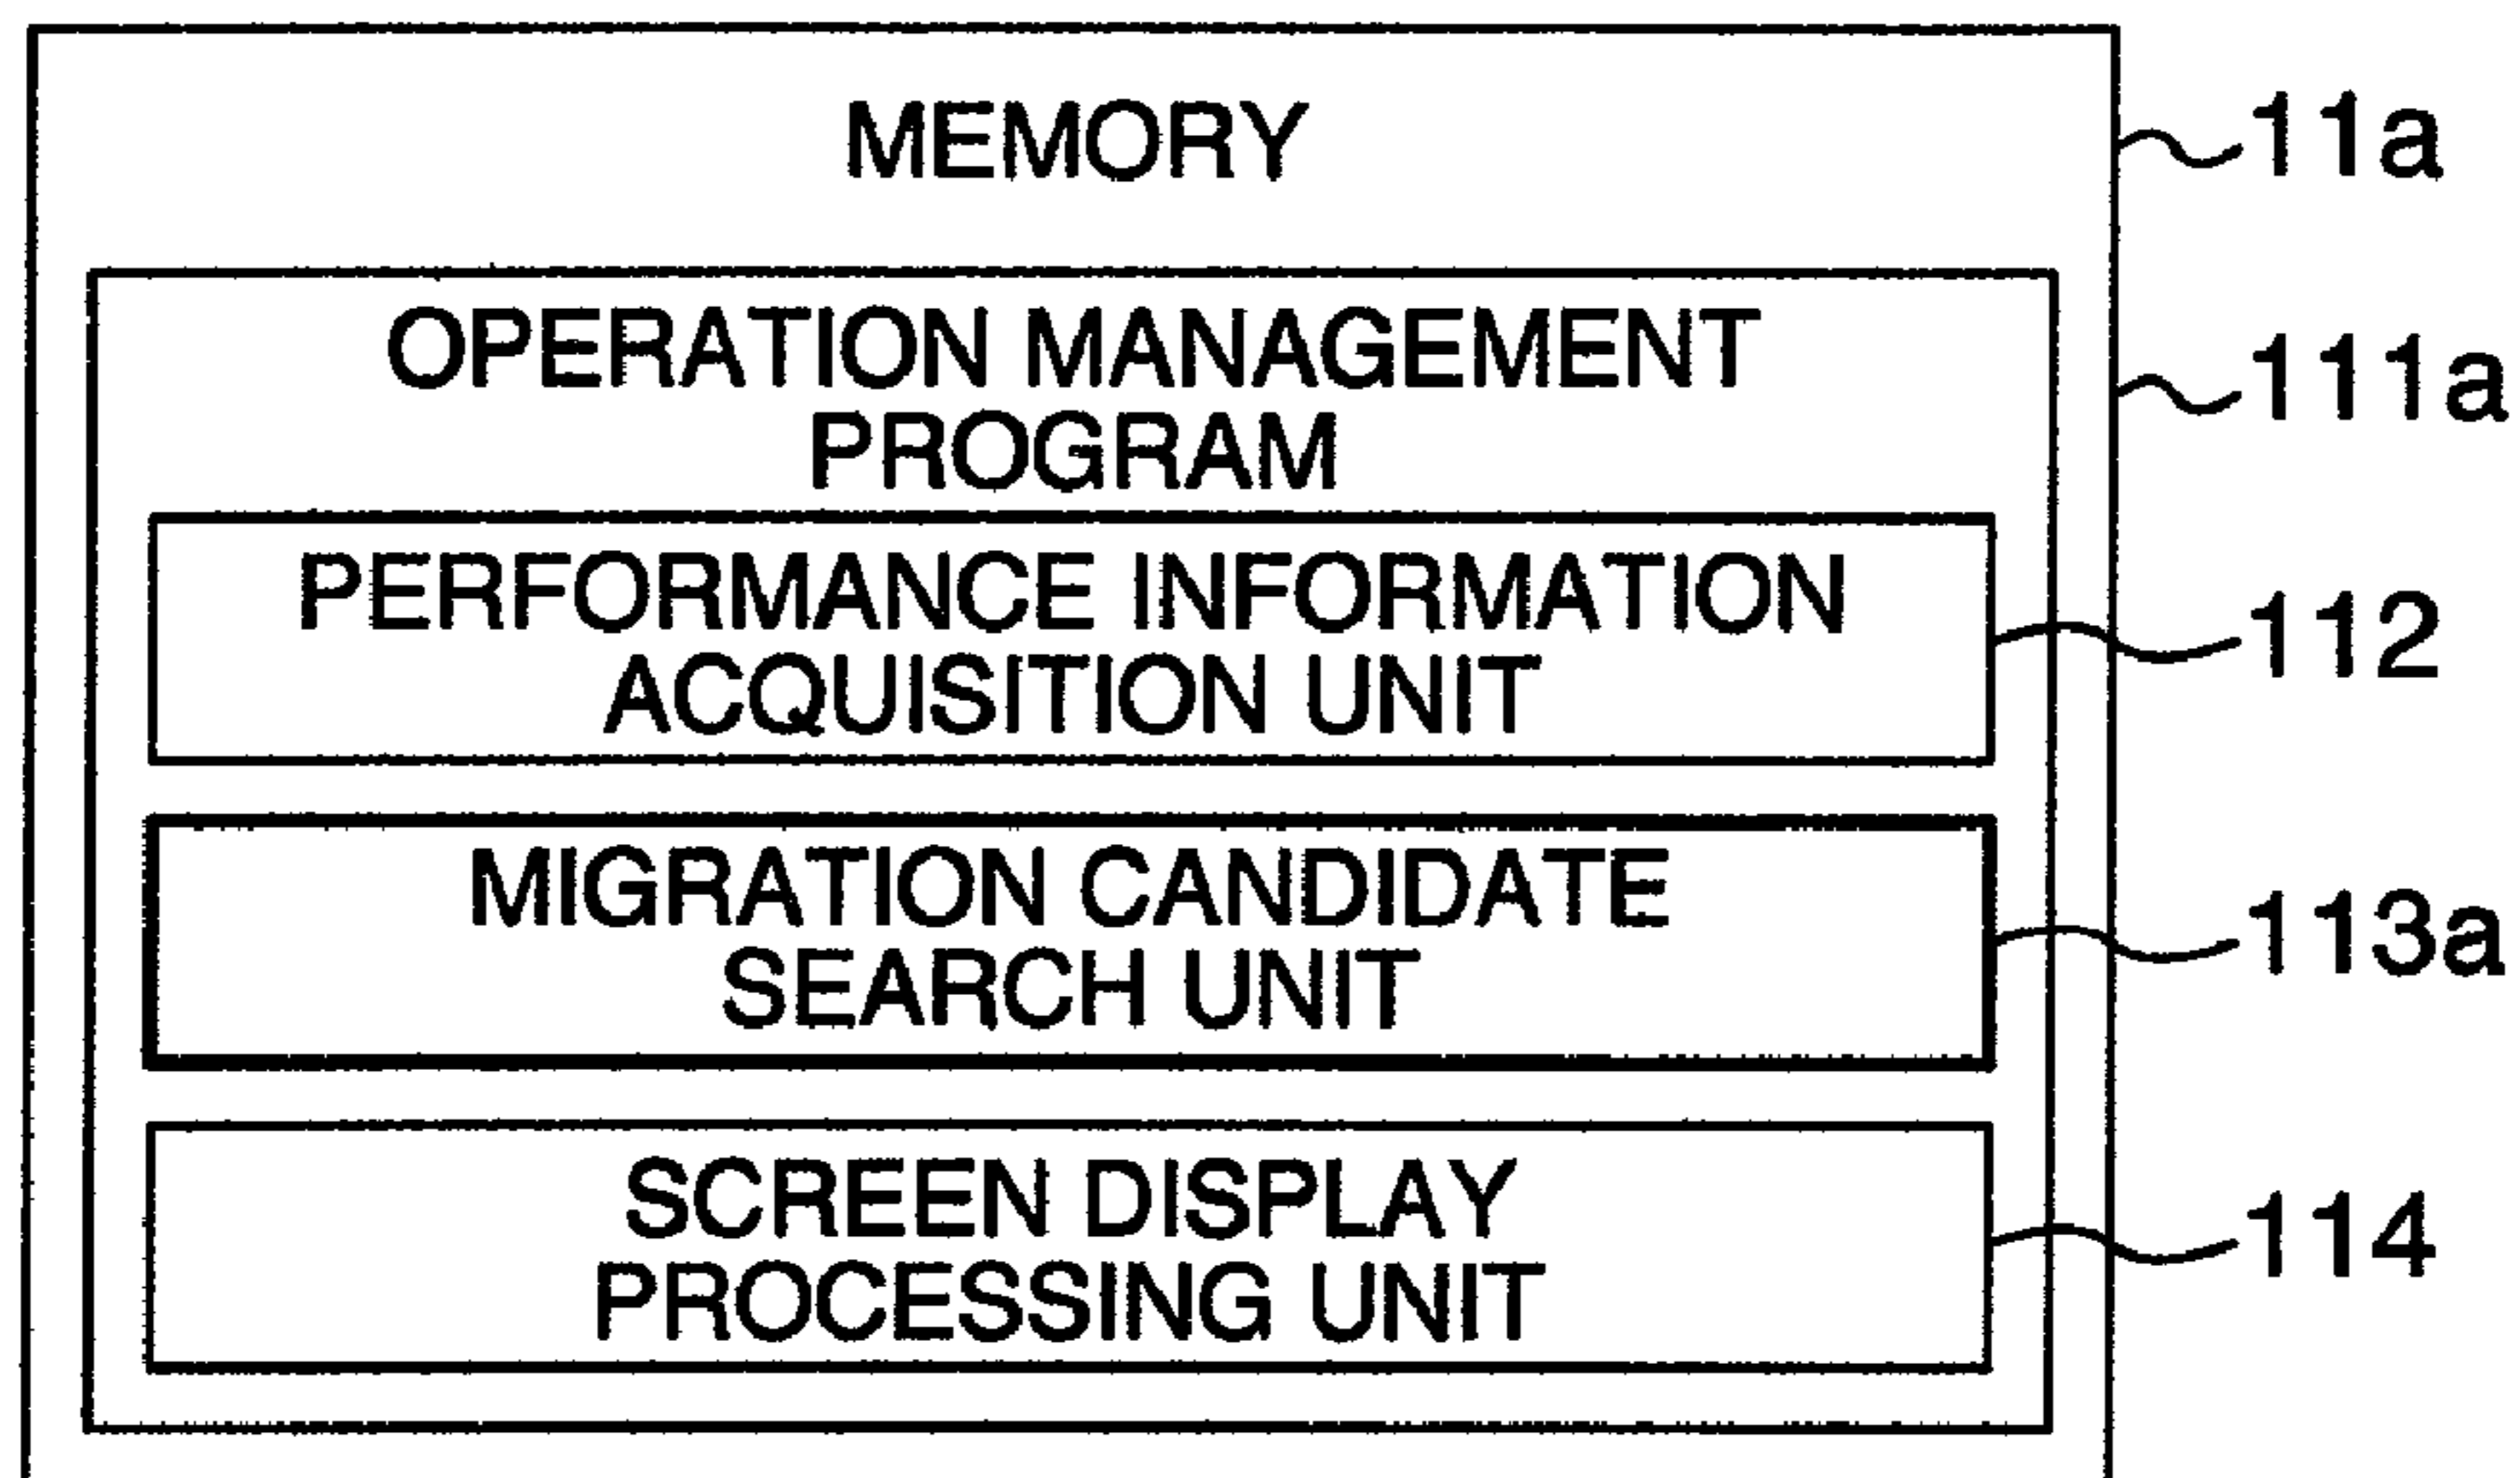 MEMORY
11a
OPERATION MANAGEMENT
PROGRAM
111a
PERFORMANCE INFORMATION
ACQUISITION UNIT
112
MIGRATION CANDIDATE
SEARCH UNIT
113a
SCREEN DISPLAY
PROCESSING UNIT
114